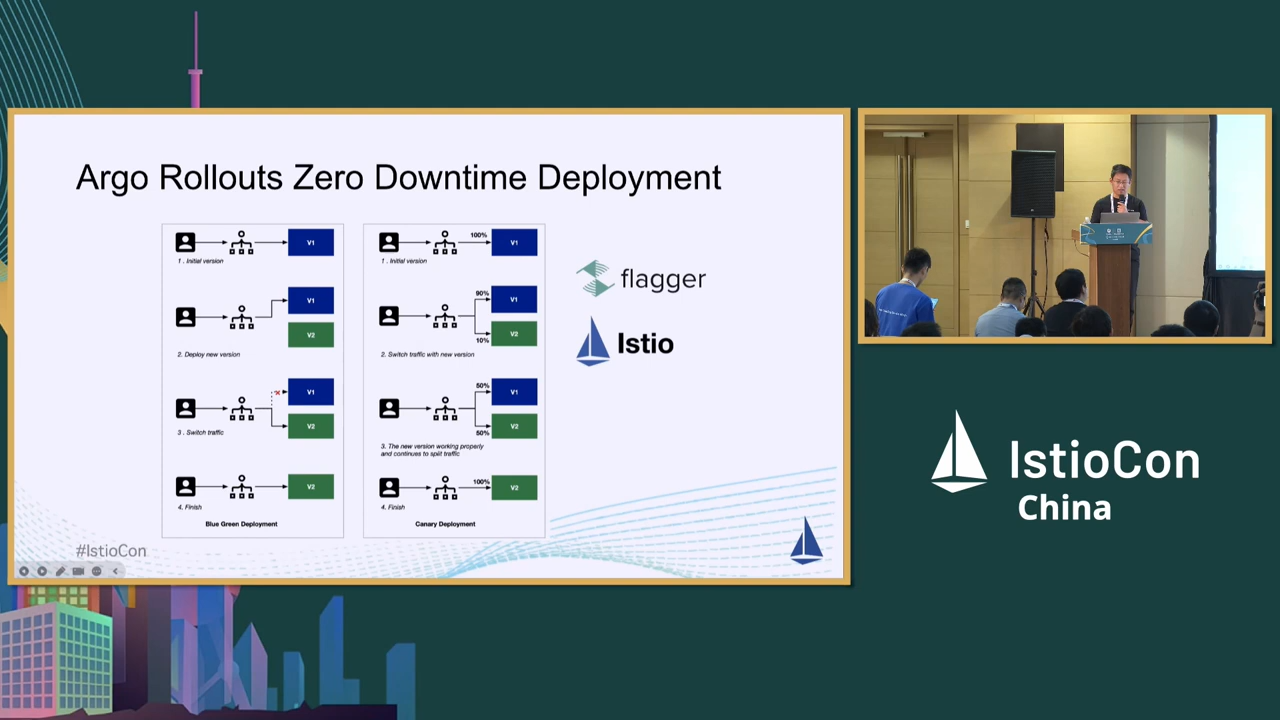 Argo Rollouts Zero Downtime Deployment
V1
1 . Initial version
V1
V2
2. Deploy new version
V1
V2
3 . Switch traffic
V2
4. Finish
Blue Green Deployment
100%
V1
1 . Initial version
90%
V1
V2
10%
2. Switch traffic with new version
50%
V1
V2
50%
3. The new version working properly
and continues to split traffic
100%
V2
4. Finish
Canary Deployment
flagger
Istio
#IstioCon
IstioCon
China